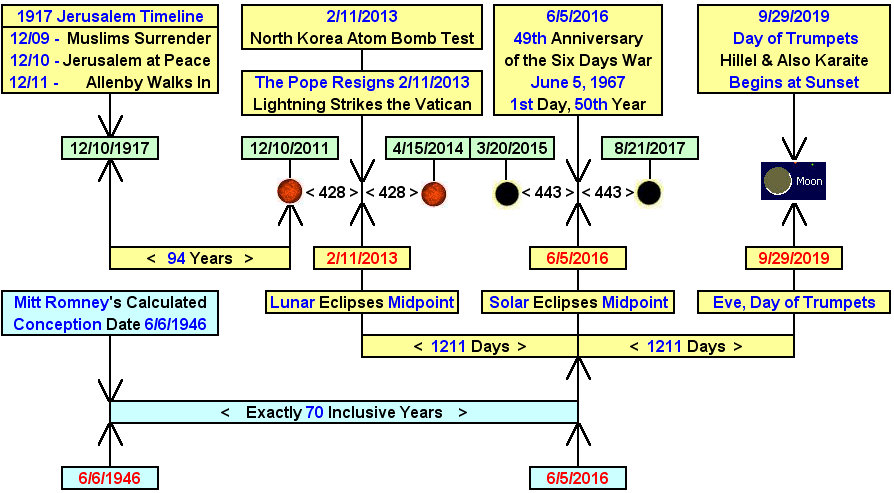 1917 Jerusalem Timeline
12/09 - Muslims Surrender
12/10 - Jerusalem at Peace
12/11 - Allenby Walks In
2/11/2013
North Korea Atom Bomb Test
The Pope Resigns 2/11/2013
Lightning Strikes the Vatican
6/5/2016
49th Anniversary
of the Six Days War
June 5, 1967
1st Day, 50th Year
9/29/2019
Day of Trumpets
Hillel & Also Karaite
Begins at Sunset
12/10/1917
12/10/2011
4/15/2014
3/20/2015
8/21/2017
< 428 >
< 428 >
< 443 >
< 443 >
Moon
< 94 Years >
2/11/2013
6/5/2016
9/29/2019
Mitt Romney's Calculated
Conception Date 6/6/1946
Lunar Eclipses Midpoint
Solar Eclipses Midpoint
Eve, Day of Trumpets
< 1211 Days >
< 1211 Days >
< Exactly 70 Inclusive Years >
6/6/1946
6/5/2016